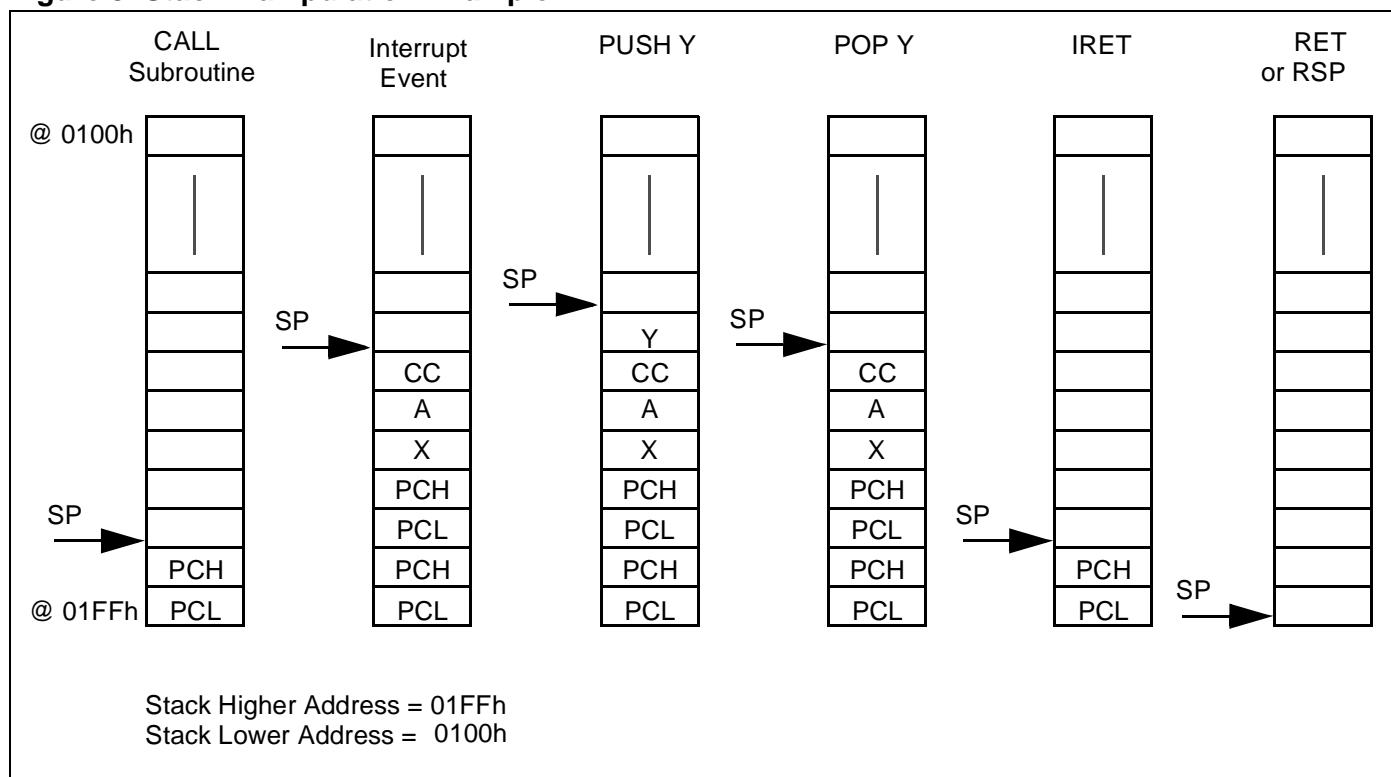 CALL
Subroutine
Interrupt
Event
PUSH Y
POP Y
IRET
RET
or RSP
@ 0100h
SP
SP
SP
Y
CC
CC
CC
A
A
A
X
X
X
PCH
PCH
PCH
SP
PCL
PCL
PCL
SP
PCH
PCH
PCH
PCH
PCH
SP
@ 01FFh
PCL
PCL
PCL
PCL
PCL
Stack Higher Address = 01FFh
Stack Lower Address = 0100h